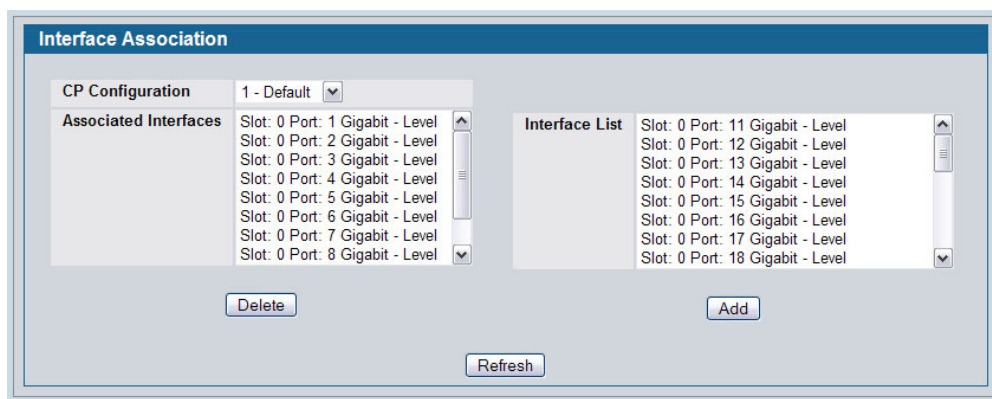 Interface Association
CP Configuration 1 - Default
Associated Interfaces Slot: 0 Port: 1 Gigabit - Level
Slot: 0 Port: 2 Gigabit - Level
Slot: 0 Port: 3 Gigabit - Level
Slot: 0 Port: 4 Gigabit - Level
Slot: 0 Port: 5 Gigabit - Level
Slot: 0 Port: 6 Gigabit - Level
Slot: 0 Port: 7 Gigabit - Level
Slot: 0 Port: 8 Gigabit - Level
Interface List Slot: 0 Port: 11 Gigabit - Level
Slot: 0 Port: 12 Gigabit - Level
Slot: 0 Port: 13 Gigabit - Level
Slot: 0 Port: 14 Gigabit - Level
Slot: 0 Port: 15 Gigabit - Level
Slot: 0 Port: 16 Gigabit - Level
Slot: 0 Port: 17 Gigabit - Level
Slot: 0 Port: 18 Gigabit - Level
Delete
Add
Refresh